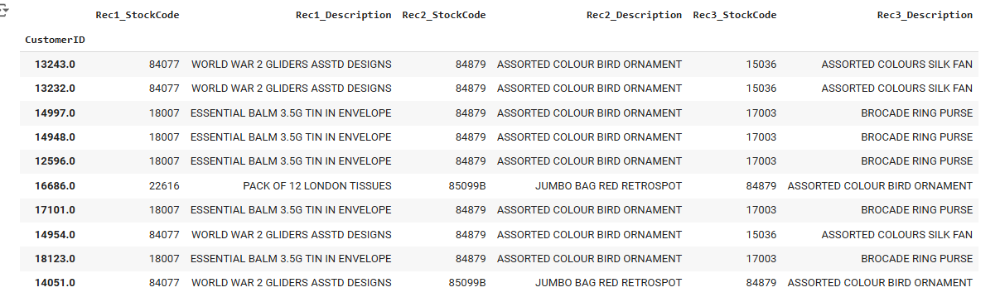 Rec1_StockCode Rec1_Description Rec2_StockCode Rec2_Description Rec3_StockCode Rec3_Description
CustomerID
13243.0 84077 WORLD WAR 2 GLIDERS ASSTD DESIGNS 84879 ASSORTED COLOUR BIRD ORNAMENT 15036 ASSORTED COLOURS SILK FAN
13232.0 84077 WORLD WAR 2 GLIDERS ASSTD DESIGNS 84879 ASSORTED COLOUR BIRD ORNAMENT 15036 ASSORTED COLOURS SILK FAN
14997.0 18007 ESSENTIAL BALM 3.5G TIN IN ENVELOPE 84879 ASSORTED COLOUR BIRD ORNAMENT 17003 BROCADE RING PURSE
14948.0 18007 ESSENTIAL BALM 3.5G TIN IN ENVELOPE 84879 ASSORTED COLOUR BIRD ORNAMENT 17003 BROCADE RING PURSE
12596.0 18007 ESSENTIAL BALM 3.5G TIN IN ENVELOPE 84879 ASSORTED COLOUR BIRD ORNAMENT 17003 BROCADE RING PURSE
16686.0 22616 PACK OF 12 LONDON TISSUES 85099B JUMBO BAG RED RETROSPOT 84879 ASSORTED COLOUR BIRD ORNAMENT
17101.0 18007 ESSENTIAL BALM 3.5G TIN IN ENVELOPE 84879 ASSORTED COLOUR BIRD ORNAMENT 17003 BROCADE RING PURSE
14954.0 84077 WORLD WAR 2 GLIDERS ASSTD DESIGNS 84879 ASSORTED COLOUR BIRD ORNAMENT 15036 ASSORTED COLOURS SILK FAN
18123.0 18007 ESSENTIAL BALM 3.5G TIN IN ENVELOPE 84879 ASSORTED COLOUR BIRD ORNAMENT 17003 BROCADE RING PURSE
14051.0 84077 WORLD WAR 2 GLIDERS ASSTD DESIGNS 85099B JUMBO BAG RED RETROSPOT 84879 ASSORTED COLOUR BIRD ORNAMENT